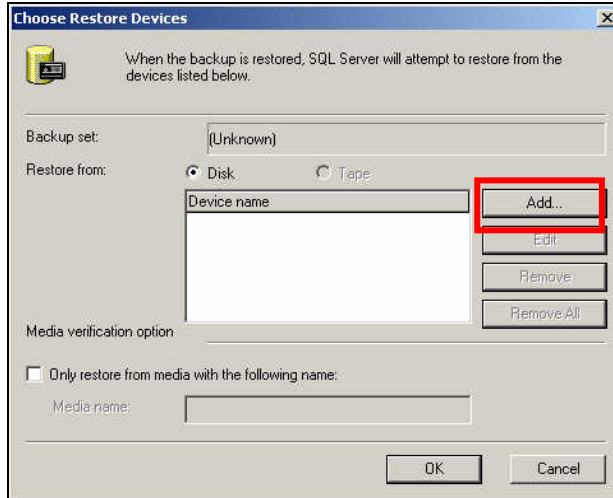 Choose Restore Devices
When the backup is restored, SQL Server will attempt to restore from the
devices listed below.
Backup set:
(Unknown)
Restore from:
Disk
Tape
Device name
Add...
Edit
Remove
Remove All
Media verification option
Only restore from media with the following name:
Media name:
OK
Cancel